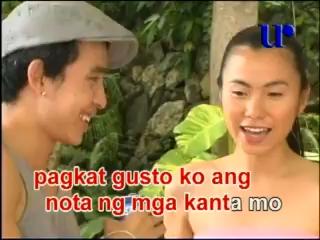 ur
pagkat gusto ko ang
nota ng mga kanta mo